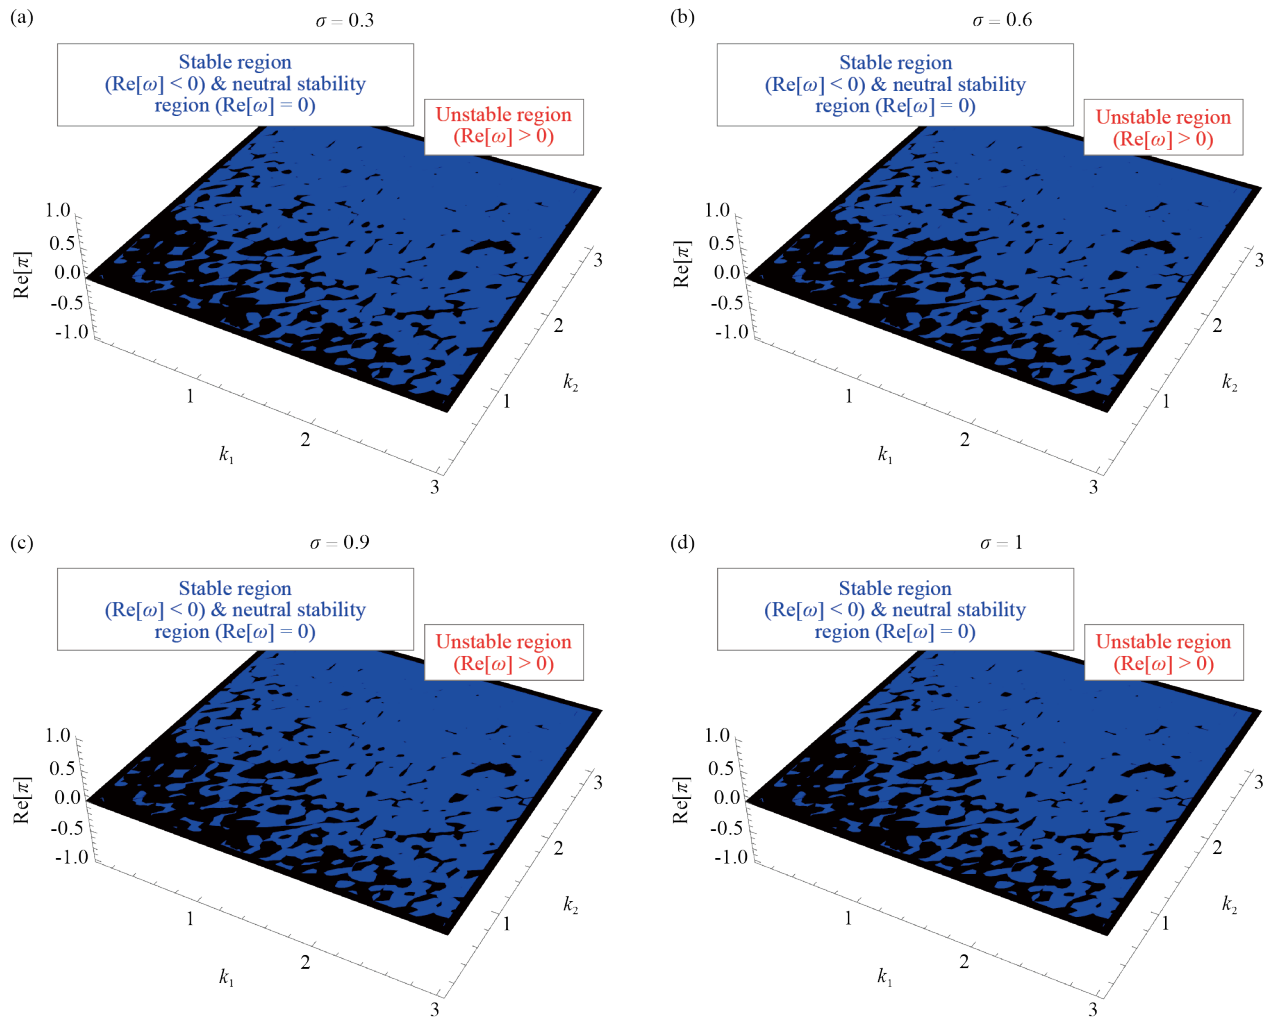 (a)
σ = 0.3
Stable region
(Re[ω] < 0) & neutral stability
region (Re[ω] = 0)
Unstable region
(Re[ω] > 0)
1.0
0.5
0.0
-0.5
-1.0
Re[π]
1
2
3
k₁
1
2
3
k₂
(b)
σ = 0.6
Stable region
(Re[ω] < 0) & neutral stability
region (Re[ω] = 0)
Unstable region
(Re[ω] > 0)
1.0
0.5
0.0
-0.5
-1.0
Re[π]
1
2
3
k₁
1
2
3
k₂
(c)
σ = 0.9
Stable region
(Re[ω] < 0) & neutral stability
region (Re[ω] = 0)
Unstable region
(Re[ω] > 0)
1.0
0.5
0.0
-0.5
-1.0
Re[π]
1
2
3
k₁
1
2
3
k₂
(d)
σ = 1
Stable region
(Re[ω] < 0) & neutral stability
region (Re[ω] = 0)
Unstable region
(Re[ω] > 0)
1.0
0.5
0.0
-0.5
-1.0
Re[π]
1
2
3
k₁
1
2
3
k₂